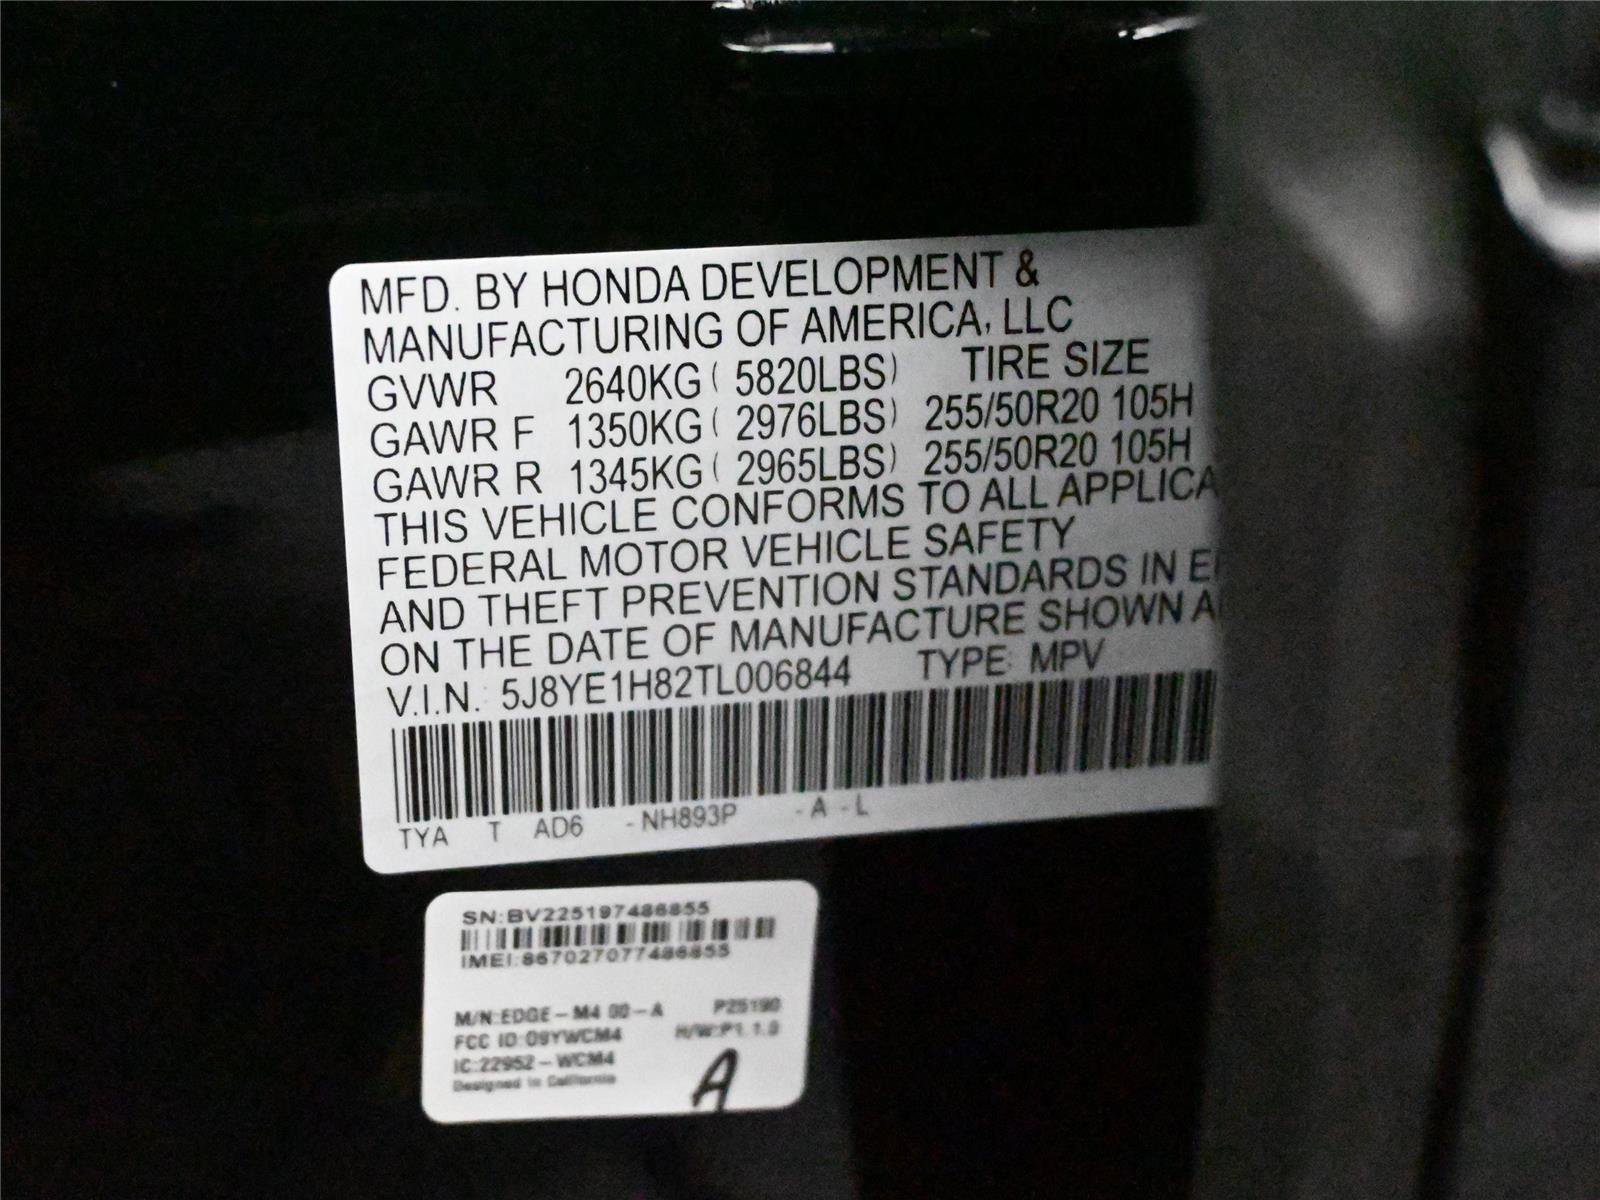 MFD. BY HONDA DEVELOPMENT &
MANUFACTURING OF AMERICA, LLC
GVWR 2640KG ( 5820LBS) TIRE SIZE
GAWR F 1350KG ( 2976LBS) 255/50R20 105H
GAWR R 1345KG ( 2965LBS) 255/50R20 105H
THIS VEHICLE CONFORMS TO ALL APPLICA
FEDERAL MOTOR VEHICLE SAFETY
AND THEFT PREVENTION STANDARDS IN
ON THE DATE OF MANUFACTURE SHOWN A
V.I.N.: 5J8YE1H82TL006844 TYPE: MPV
TYA T AD6 -NH893P -A -L
SN:BV225197486855
IMEI:867027077486855
M/N:EDGE-M4 00-A P25190
FCC ID:09YWCM4 H/W:P1.1.0
IC:22952-WCM4
Designed in California
A